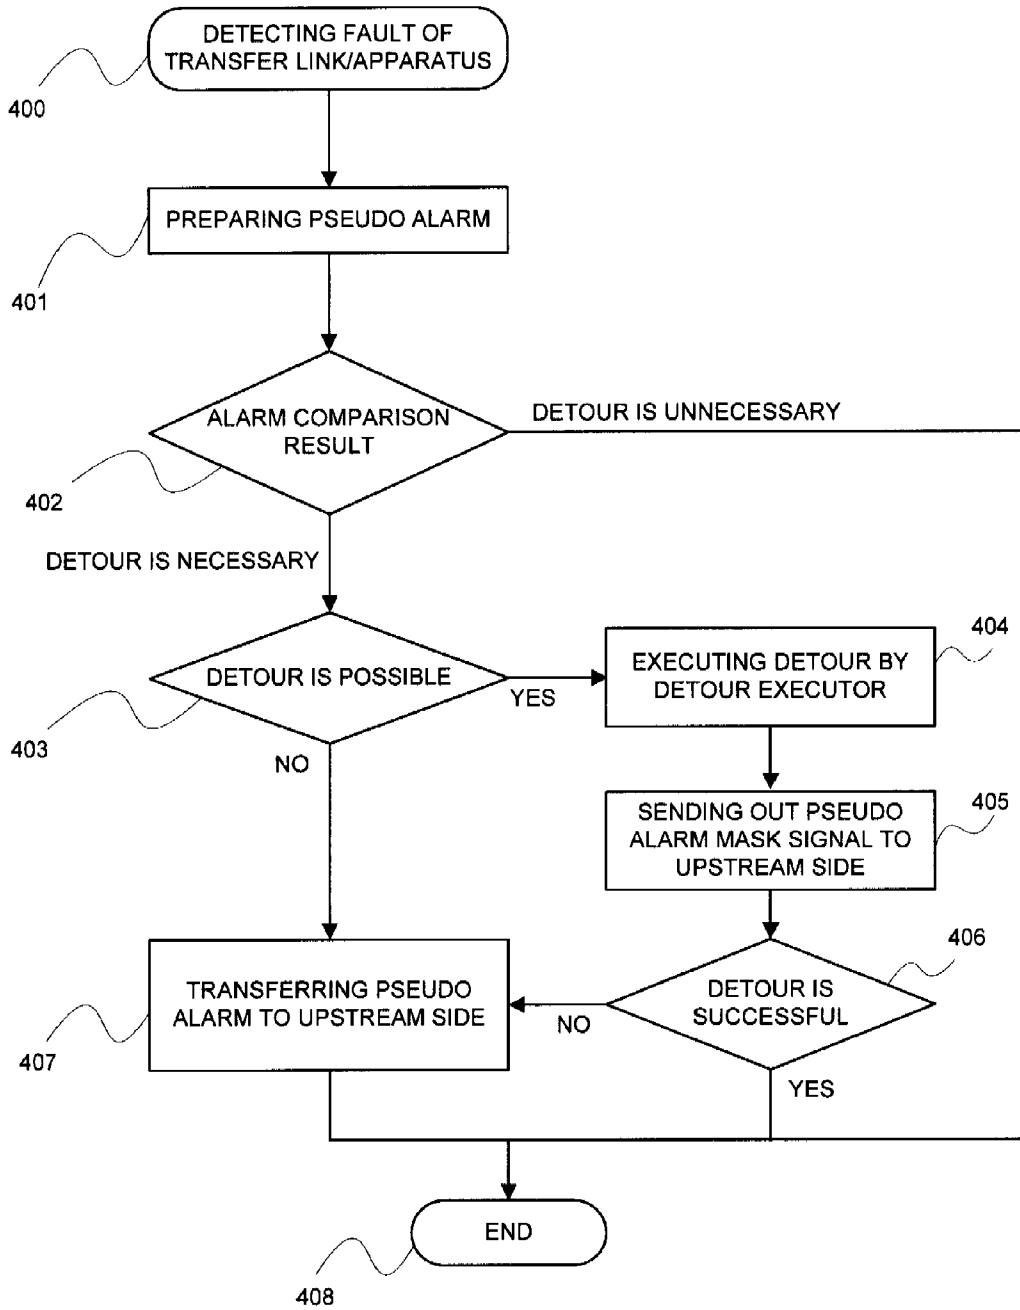 DETECTING FAULT OF
TRANSFER LINK/APPARATUS
400
PREPARING PSEUDO ALARM
401
ALARM COMPARISON
RESULT
DETOUR IS UNNECESSARY
402
DETOUR IS NECESSARY
DETOUR IS POSSIBLE
YES
403
NO
EXECUTING DETOUR BY
DETOUR EXECUTOR
404
SENDING OUT PSEUDO
ALARM MASK SIGNAL TO
UPSTREAM SIDE
405
DETOUR IS
SUCCESSFUL
406
NO
YES
TRANSFERRING PSEUDO
ALARM TO UPSTREAM SIDE
407
END
408